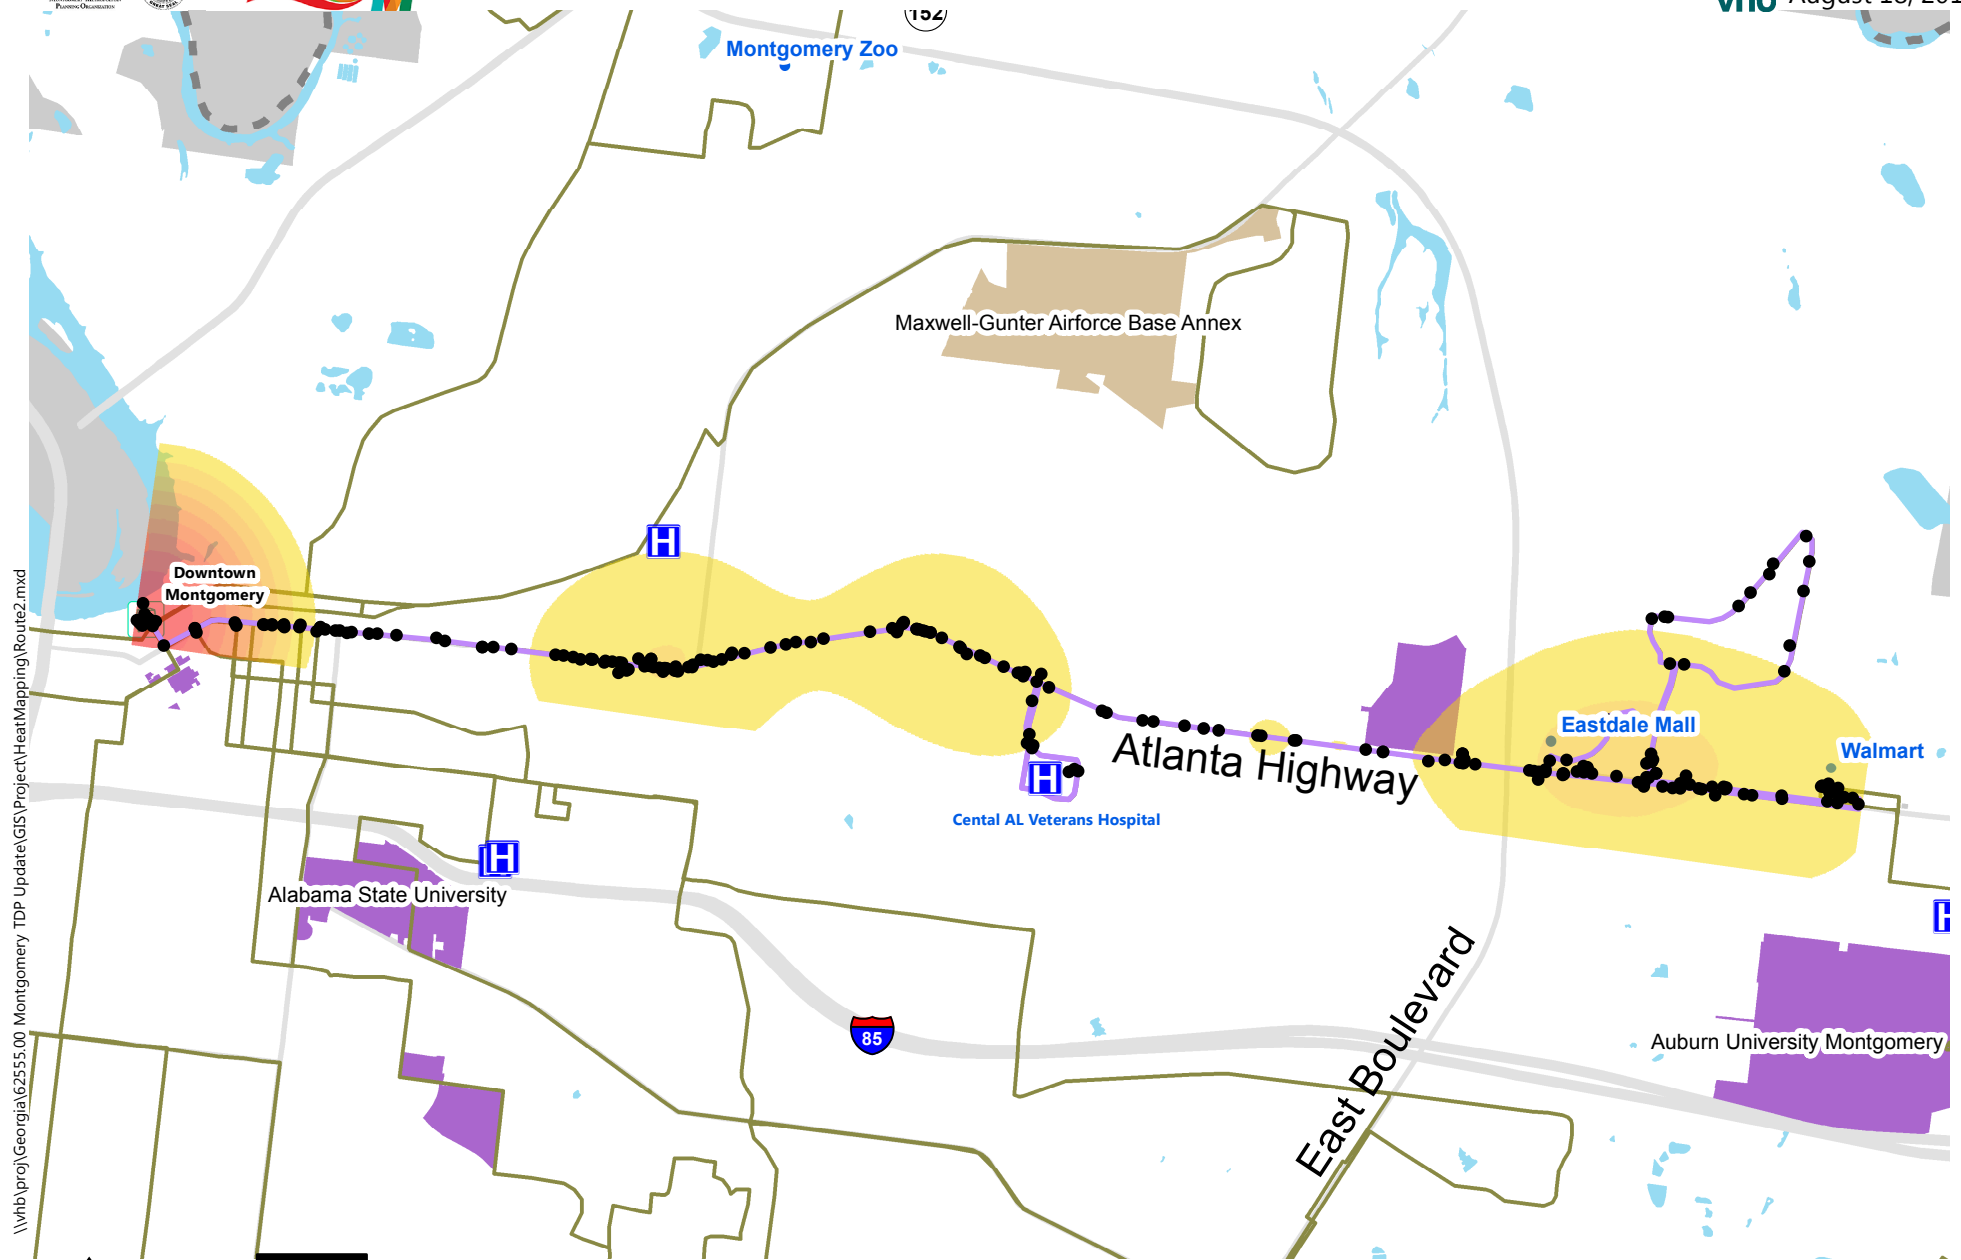 PLANNING ORGANIZATION
152
Montgomery Zoo
Maxwell-Gunter Airforce Base Annex
H
Downtown
Montgomery
Eastdale Mall
Walmart
Atlanta Highway
H
Cental AL Veterans Hospital
H
Alabama State University
H
East Boulevard
85
Auburn University Montgomery
\\vhb\proj\Georgia\62555.00 Montgomery TDP Update\GIS\Project\HeatMapping\Route2.mxd